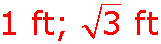 1 ft; √3 ft